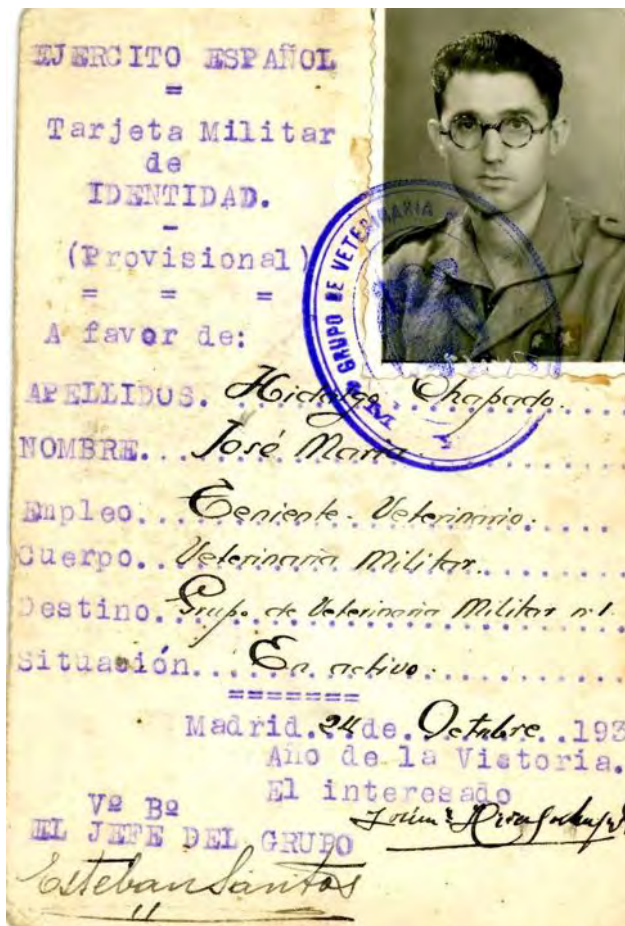 EJERCITO ESPAÑOL
=
Tarjeta Militar
de
IDENTIDAD.
-
(Provisional)
= = =
A favor de:
GRUPO DE VETERINARIA
APELLIDOS. Hidalgo Chapado.
NOMBRE... José María
Empleo... Teniente Veterinario.
Cuerpo... Veterinaria Militar.
Destino. Grupo de Veterinaria Militar nº1.
Situación... En activo.
=======
Madrid. 24 de. Octubre. .193
Año de la Victoria.
El interesado
Vº Bº
EL JEFE DEL GRUPO
Esteban Santos